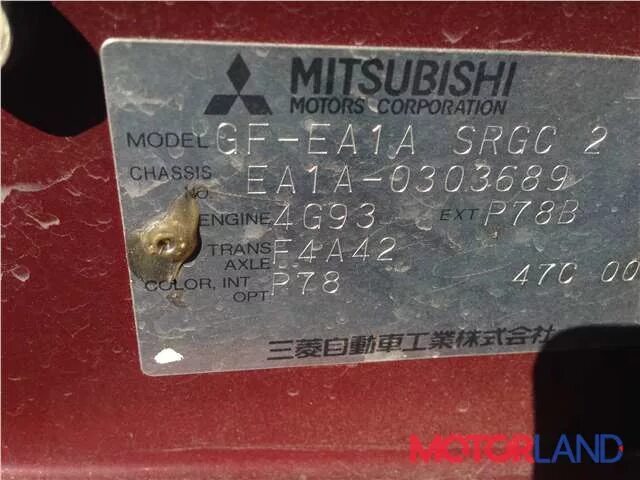 MITSUBISHI
MOTORS CORPORATION
MODEL GF-EA1A SRGC 2
CHASSIS NO. EA1A-0303689
ENGINE 4G93 EXT P78B
TRANS AXLE F4A42
COLOR, INT OPT P78 47C 00
三菱自動車工業株式会社
MOTORLAND